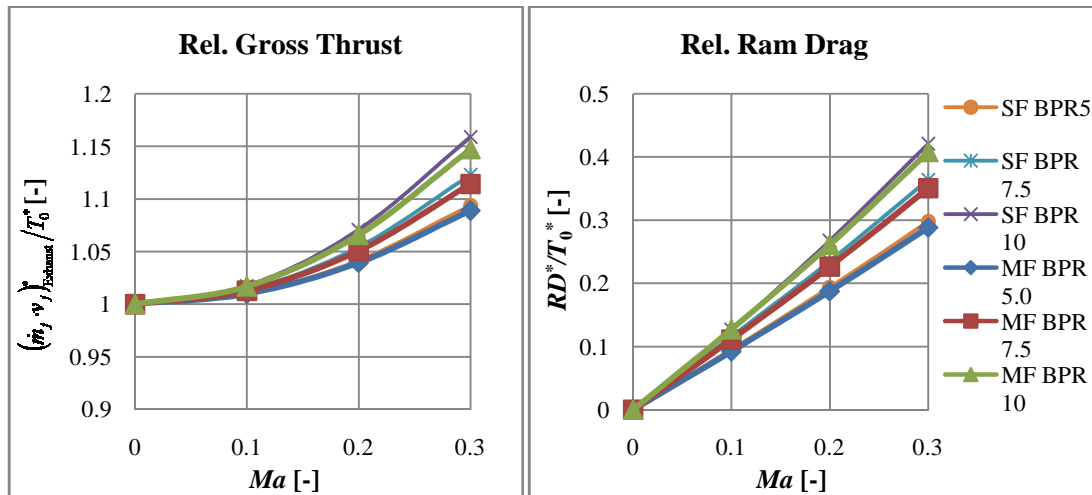 Rel. Gross Thrust
1.2
1.15
1.1
1.05
1
0.95
0.9
0
0.1
0.2
0.3
Ma [-]
Rel. Ram Drag
RD*/T₀* [-]
0.5
0.4
0.3
0.2
0.1
0
0
0.1
0.2
0.3
Ma [-]
SF BPR5
SF BPR
7.5
SF BPR
10
MF BPR
5.0
MF BPR
7.5
MF BPR
10